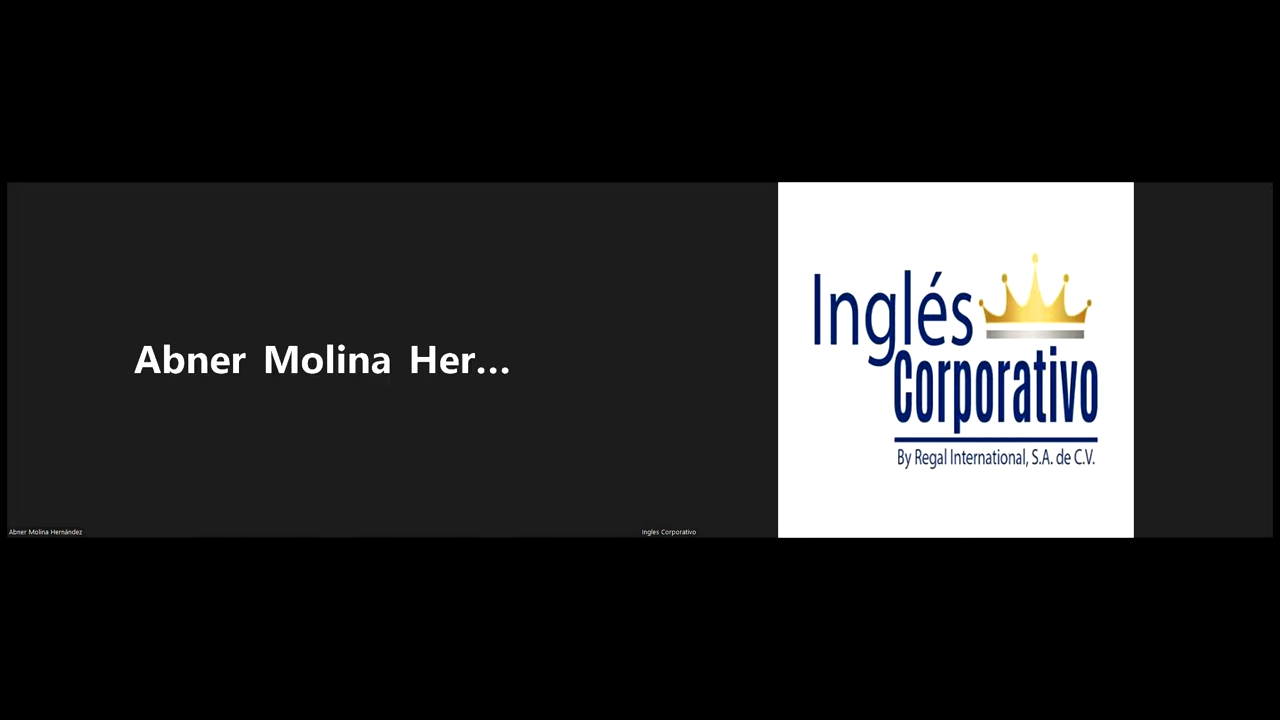 Abner Molina Her...
Abner Molina Hernández
Inglés
Corporativo
By Regal International, S.A. de C.V.
Ingles Corporativo